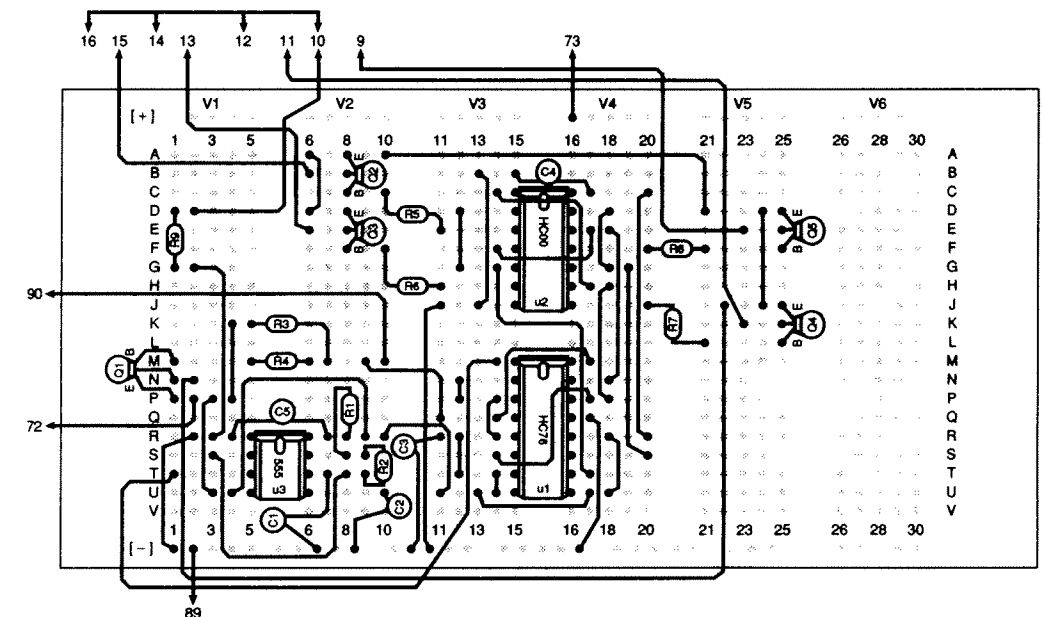 16 15 14 13 12 11 10 9 73
V1 V2 V3 V4 V5 V6
[+]
1 3 5 6 8 10 11 13 15 16 18 20 21 23 25 26 28 30
A E A
B Q2 C4 B
C B C
D E R5 D E D
E Q3 HC00 Q5 E
F R9 B R6 B F
G G
H R6 H
90
J u2 E J
K R3 R7 Q4 K
L B B L
M R4 M
Q1
N N
E
P R1 HC76 P
Q C5 Q
72
R C3 R
S 555 R2 S
T T
U u3 u1 U
V C1 C2 V
1 3 5 6 8 10 11 13 15 16 18 20 21 23 25 26 28 30
[−]
89